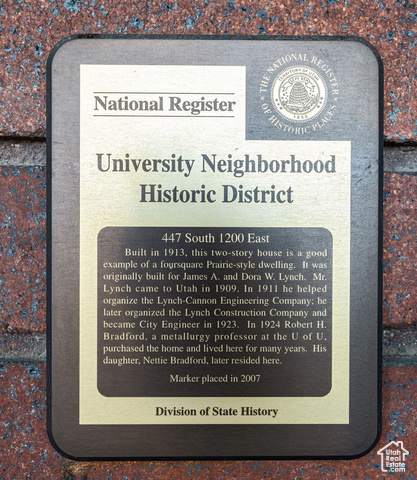 National Register
THE NATIONAL REGISTER
OF HISTORIC PLACES
University Neighborhood
Historic District
447 South 1200 East
Built in 1913, this two-story house is a good
example of a foursquare Prairie-style dwelling. It was
originally built for James A. and Dora W. Lynch. Mr.
Lynch came to Utah in 1909. In 1911 he helped
organize the Lynch-Cannon Engineering Company; he
later organized the Lynch Construction Company and
became City Engineer in 1923. In 1924 Robert H.
Bradford, a metallurgy professor at the U of U,
purchased the home and lived here for many years. His
daughter, Nettie Bradford, later resided here.
Marker placed in 2007
Division of State History
Utah
Real
Estate
.com